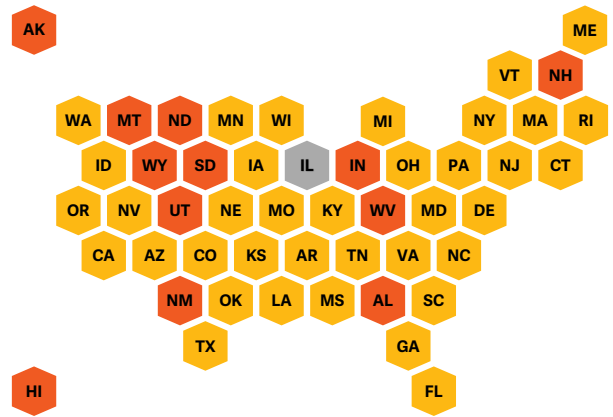 AK
ME
VT NH
WA MT ND MN WI MI NY MA RI
ID WY SD IA IL IN OH PA NJ CT
OR NV UT NE MO KY WV MD DE
CA AZ CO KS AR TN VA NC
NM OK LA MS AL SC
TX GA
HI FL